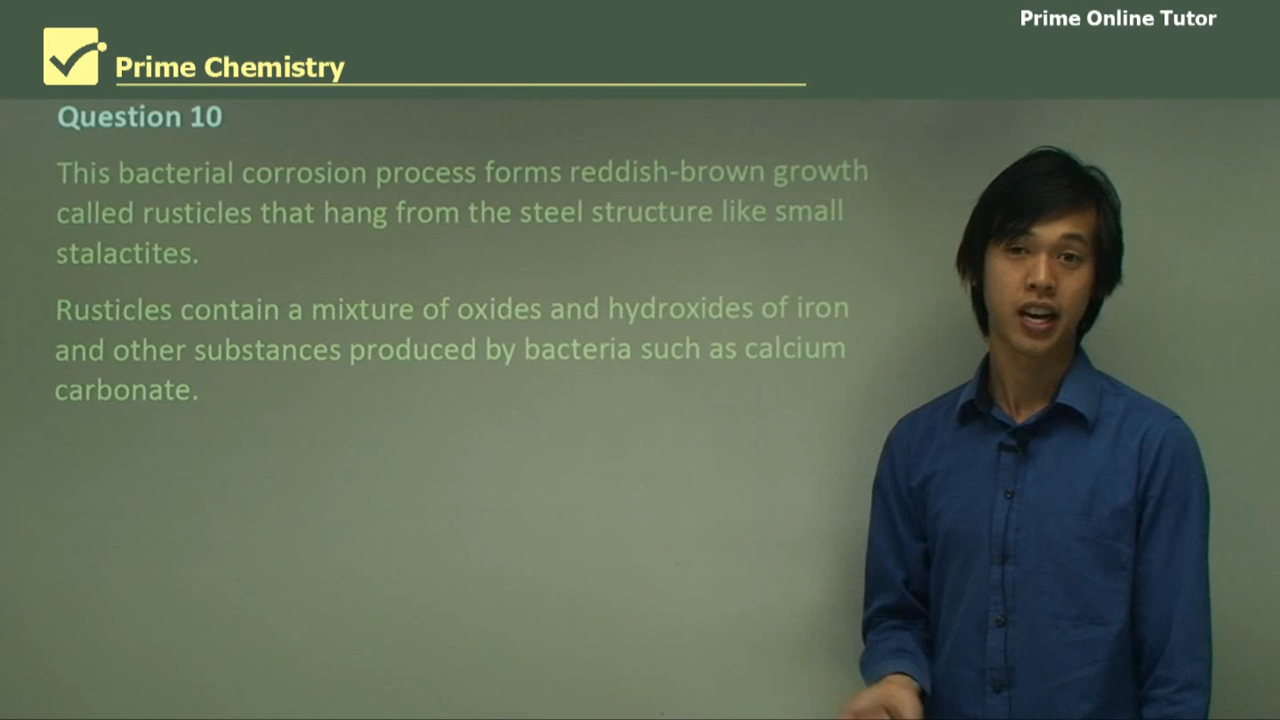 Prime Online Tutor
Prime Chemistry
Question 10
This bacterial corrosion process forms reddish-brown growth
called rusticles that hang from the steel structure like small
stalactites.
Rusticles contain a mixture of oxides and hydroxides of iron
and other substances produced by bacteria such as calcium
carbonate.